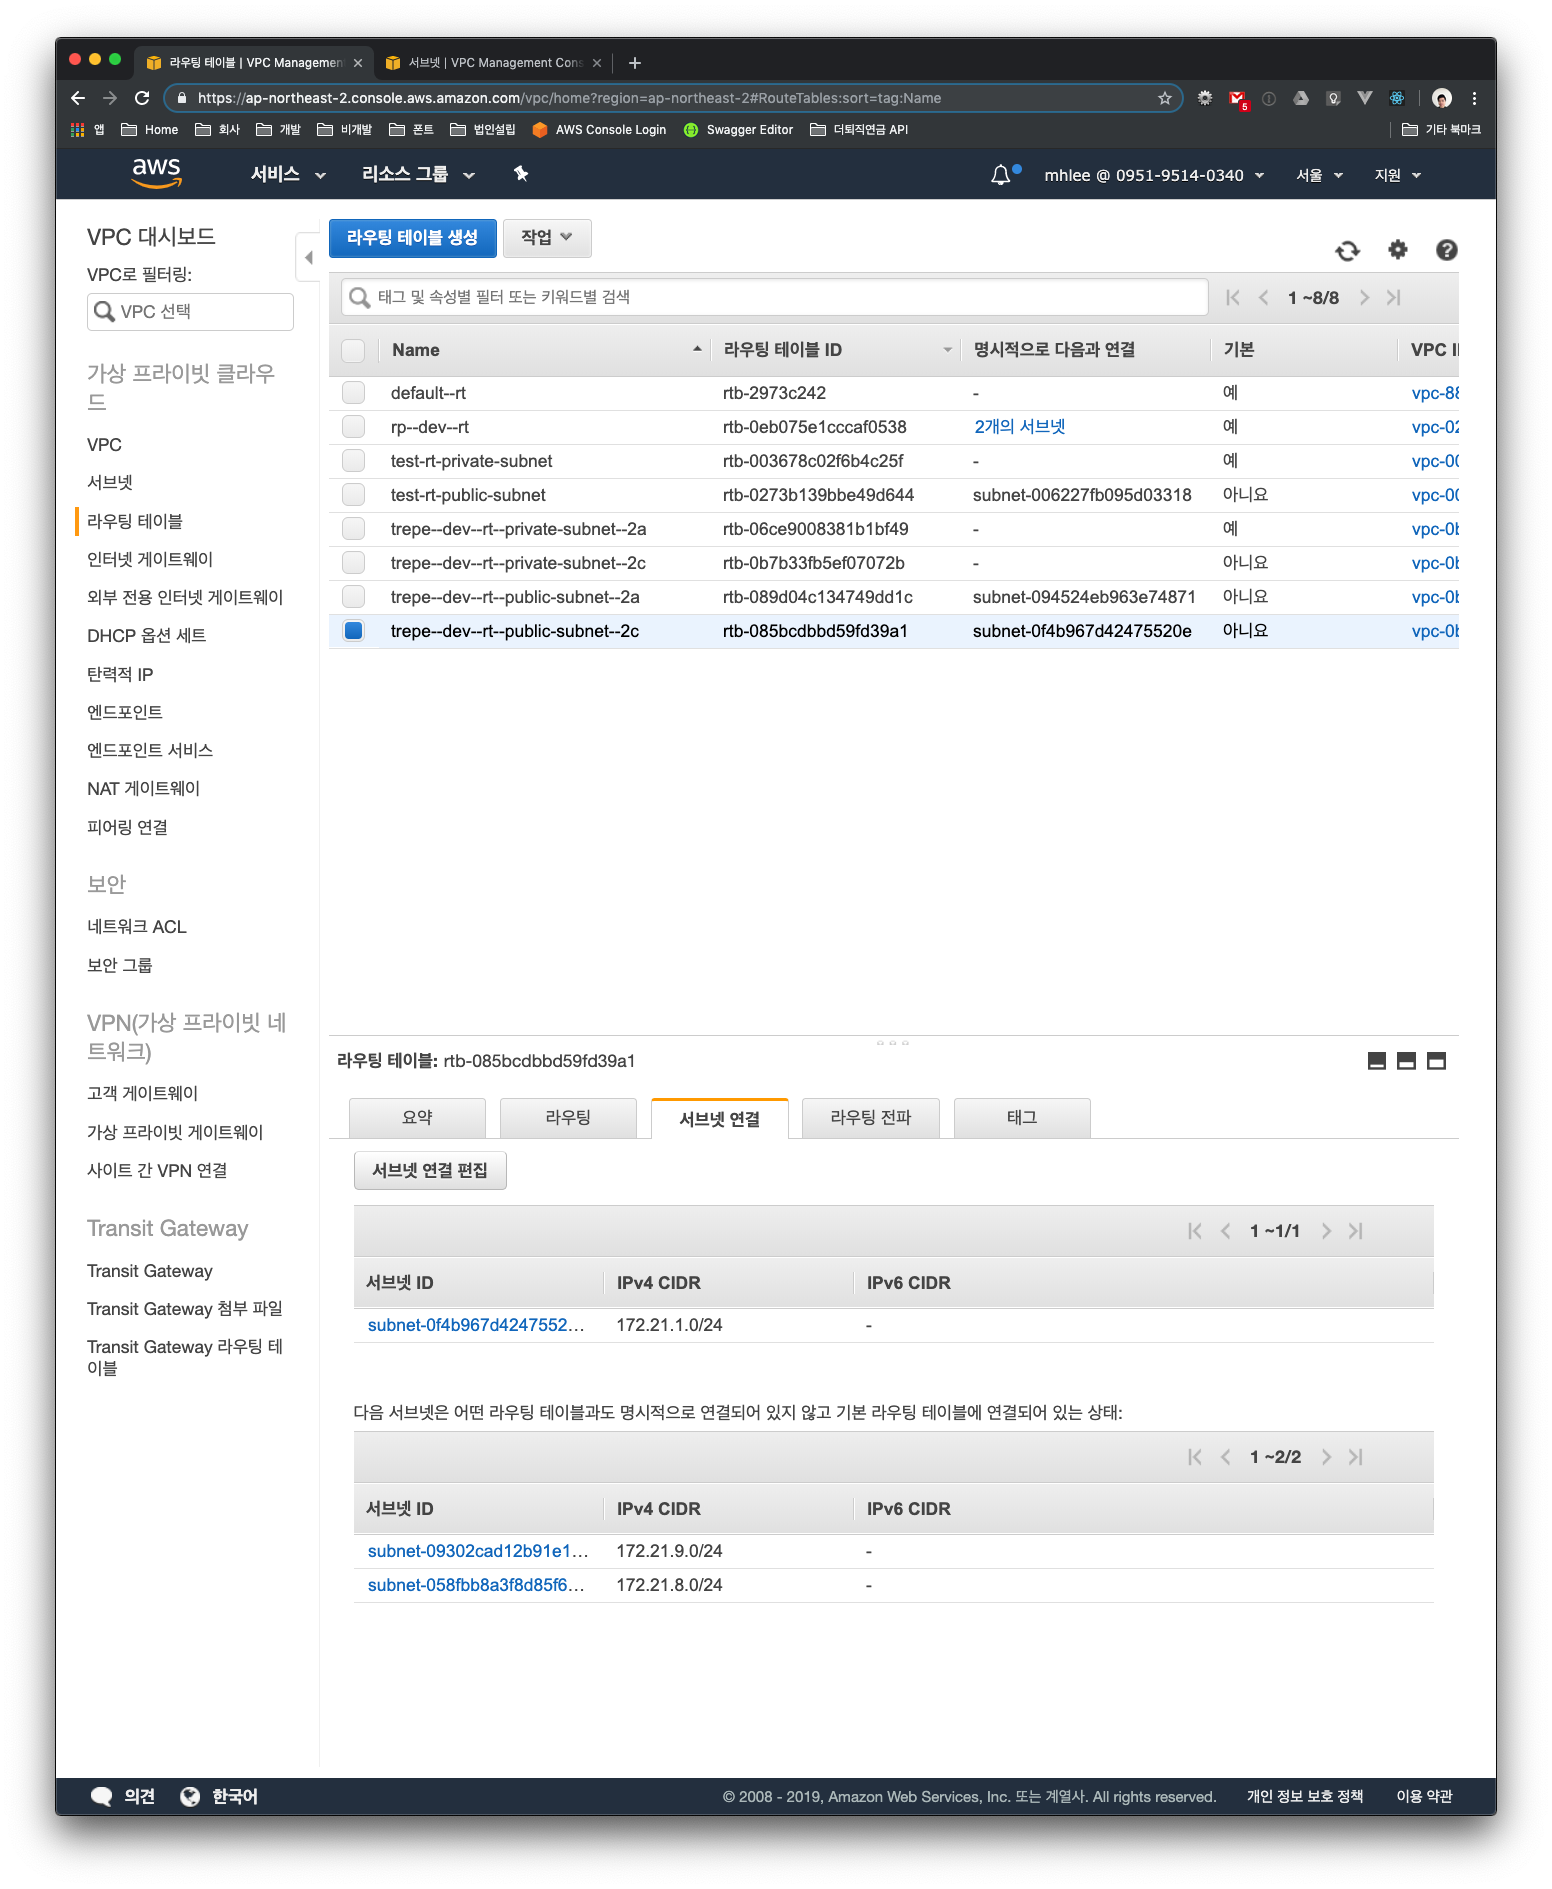 라우팅 테이블 | VPC Managemen
서브넷 | VPC Management Cons
https://ap-northeast-2.console.aws.amazon.com/vpc/home?region=ap-northeast-2#RouteTables:sort=tag:Name
5
앱 Home 회사 개발 비개발 폰트 법인설립 AWS Console Login Swagger Editor 더퇴직연금 API 기타 북마크
aws 서비스 리소스 그룹 mhlee @ 0951-9514-0340 서울 지원
VPC 대시보드
VPC로 필터링:
VPC 선택
가상 프라이빗 클라우
드
VPC
서브넷
라우팅 테이블
인터넷 게이트웨이
외부 전용 인터넷 게이트웨이
DHCP 옵션 세트
탄력적 IP
엔드포인트
엔드포인트 서비스
NAT 게이트웨이
피어링 연결
보안
네트워크 ACL
보안 그룹
VPN(가상 프라이빗 네
트워크)
고객 게이트웨이
가상 프라이빗 게이트웨이
사이트 간 VPN 연결
Transit Gateway
Transit Gateway
Transit Gateway 첨부 파일
Transit Gateway 라우팅 테
이블
라우팅 테이블 생성 작업
태그 및 속성별 필터 또는 키워드별 검색 1 ~8/8
Name 라우팅 테이블 ID 명시적으로 다음과 연결 기본 VPC I
default--rt rtb-2973c242 - 예 vpc-88
rp--dev--rt rtb-0eb075e1cccaf0538 2개의 서브넷 예 vpc-02
test-rt-private-subnet rtb-003678c02f6b4c25f - 예 vpc-00
test-rt-public-subnet rtb-0273b139bbe49d644 subnet-006227fb095d03318 아니요 vpc-00
trepe--dev--rt--private-subnet--2a rtb-06ce9008381b1bf49 - 예 vpc-0b
trepe--dev--rt--private-subnet--2c rtb-0b7b33fb5ef07072b - 아니요 vpc-0b
trepe--dev--rt--public-subnet--2a rtb-089d04c134749dd1c subnet-094524eb963e74871 아니요 vpc-0b
trepe--dev--rt--public-subnet--2c rtb-085bcdbbd59fd39a1 subnet-0f4b967d42475520e 아니요 vpc-0b
라우팅 테이블: rtb-085bcdbbd59fd39a1
요약 라우팅 서브넷 연결 라우팅 전파 태그
서브넷 연결 편집
1 ~1/1
서브넷 ID IPv4 CIDR IPv6 CIDR
subnet-0f4b967d4247552... 172.21.1.0/24 -
다음 서브넷은 어떤 라우팅 테이블과도 명시적으로 연결되어 있지 않고 기본 라우팅 테이블에 연결되어 있는 상태:
1 ~2/2
서브넷 ID IPv4 CIDR IPv6 CIDR
subnet-09302cad12b91e1... 172.21.9.0/24 -
subnet-058fbb8a3f8d85f6... 172.21.8.0/24 -
의견 한국어 © 2008 - 2019, Amazon Web Services, Inc. 또는 계열사. All rights reserved. 개인 정보 보호 정책 이용 약관